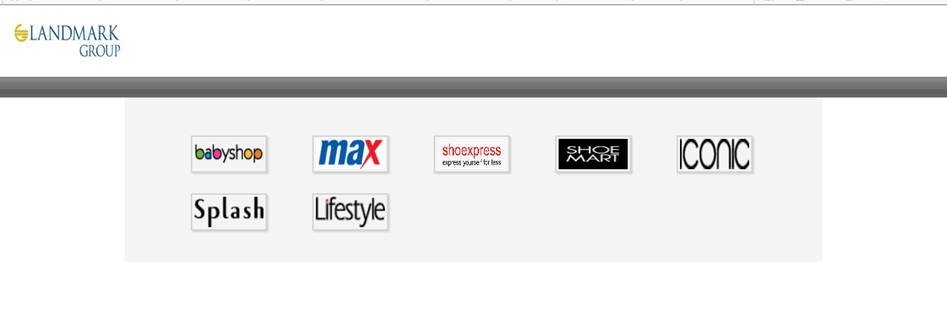 LANDMARK
GROUP
babyshop
max
shoexpress
express yourself for less
SHOE
MART
ICONIC
Splash
Lifestyle